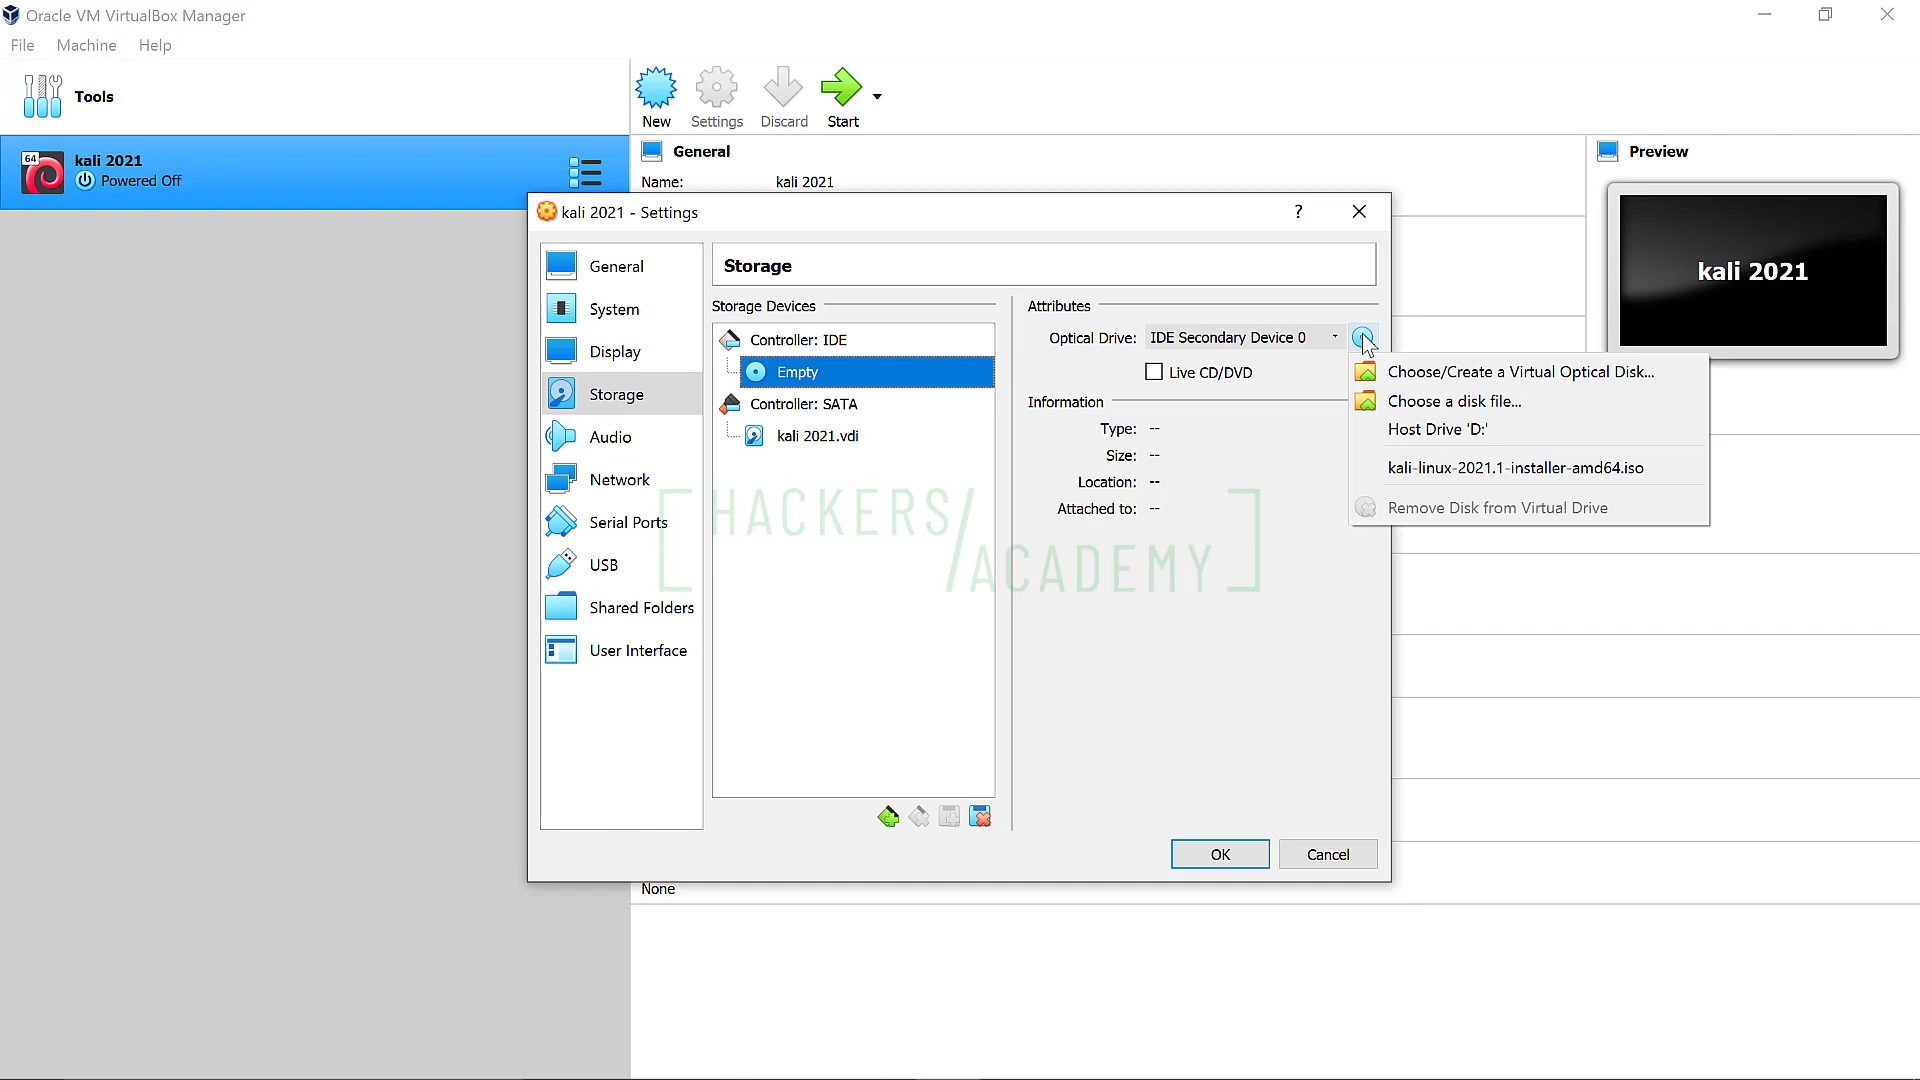 Oracle VM VirtualBox Manager
File Machine Help
Tools
New Settings Discard Start
64
kali 2021
Powered Off
General
Name: kali 2021
Preview
kali 2021
kali 2021 - Settings
?
General
System
Display
Storage
Audio
Network
Serial Ports
USB
Shared Folders
User Interface
Storage
Storage Devices
Controller: IDE
Empty
Controller: SATA
kali 2021.vdi
Attributes
Optical Drive: IDE Secondary Device 0
Live CD/DVD
Information
Type: --
Size: --
Location: --
Attached to: --
Choose/Create a Virtual Optical Disk...
Choose a disk file...
Host Drive 'D:'
kali-linux-2021.1-installer-amd64.iso
Remove Disk from Virtual Drive
[HACKERS/
/ACADEMY]
OK Cancel
None